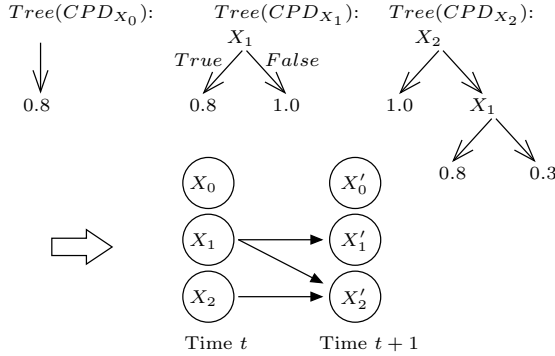 Tree(CPD_{X_0}): Tree(CPD_{X_1}): Tree(CPD_{X_2}):
X_1 X_2
True False
0.8 0.8 1.0 1.0 X_1
0.8 0.3
X_0 X'_0
X_1 X'_1
X_2 X'_2
Time t Time t + 1